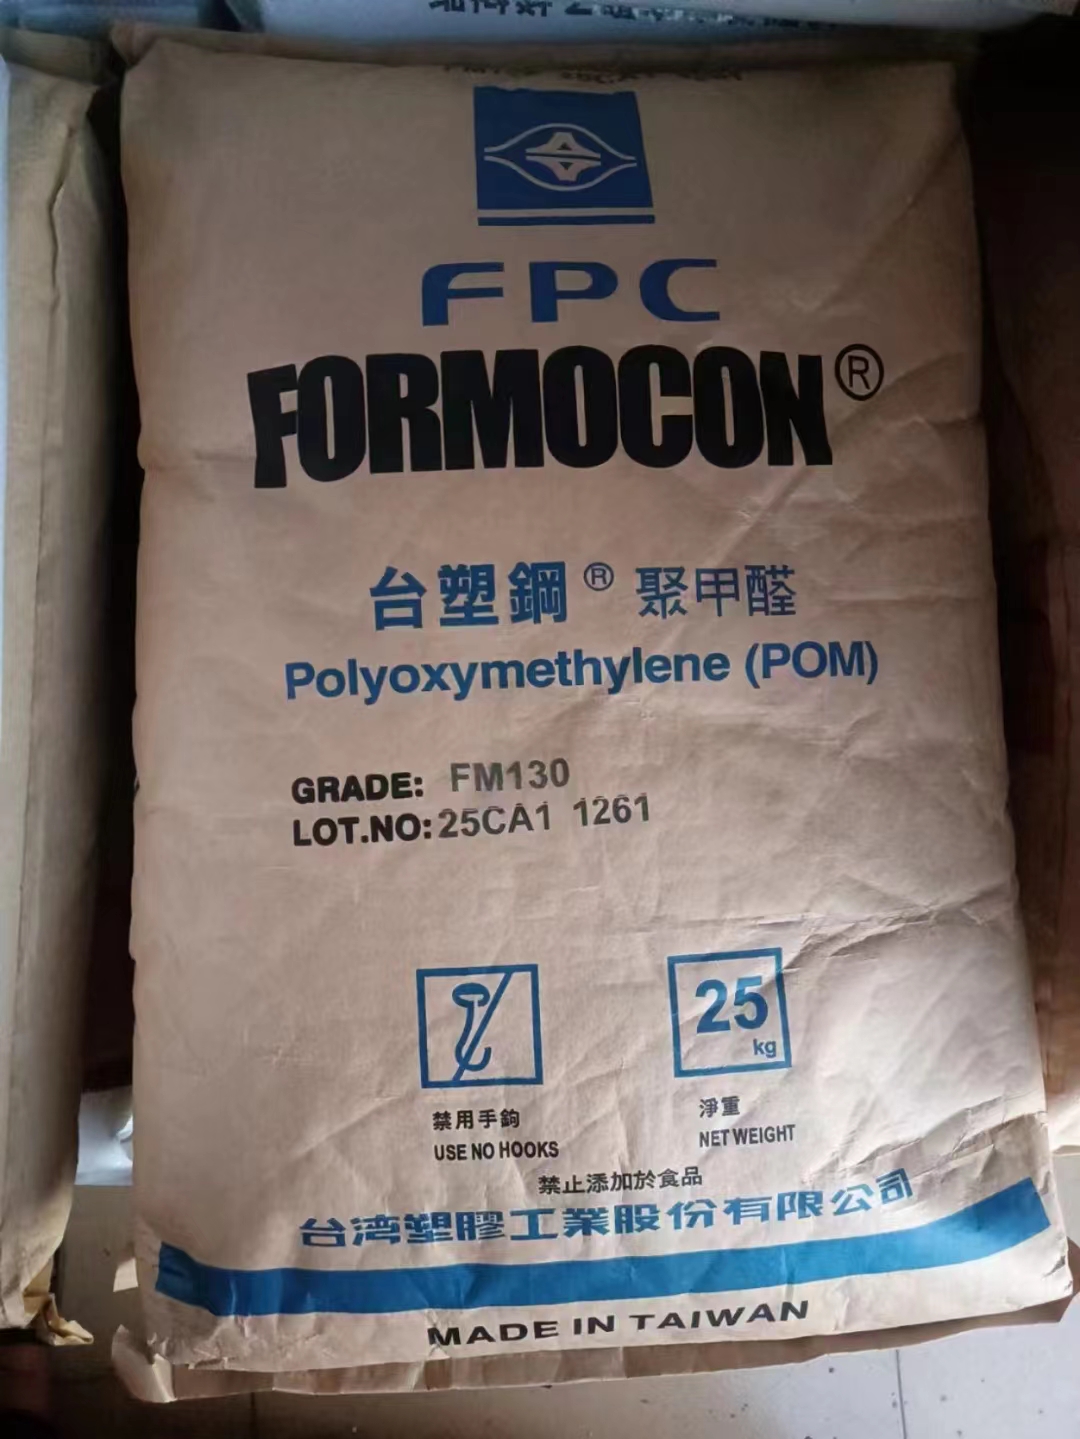 FPC
FORMOCON®
台塑鋼® 聚甲醛
Polyoxymethylene (POM)
GRADE: FM130
LOT.NO: 25CA1 1261
25
kg
禁用手鉤
USE NO HOOKS
淨重
NET WEIGHT
禁止添加於食品
台湾塑膠工業股份有限公司
MADE IN TAIWAN